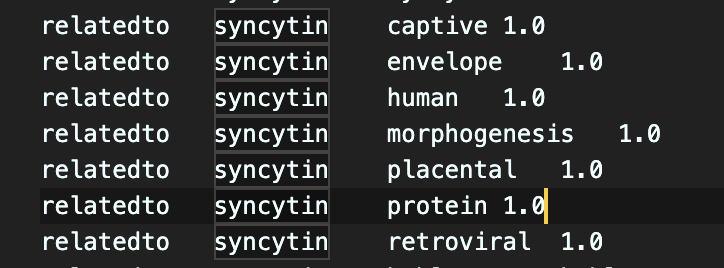 relatedto syncytin captive 1.0
relatedto syncytin envelope 1.0
relatedto syncytin human 1.0
relatedto syncytin morphogenesis 1.0
relatedto syncytin placental 1.0
relatedto syncytin protein 1.0
relatedto syncytin retroviral 1.0